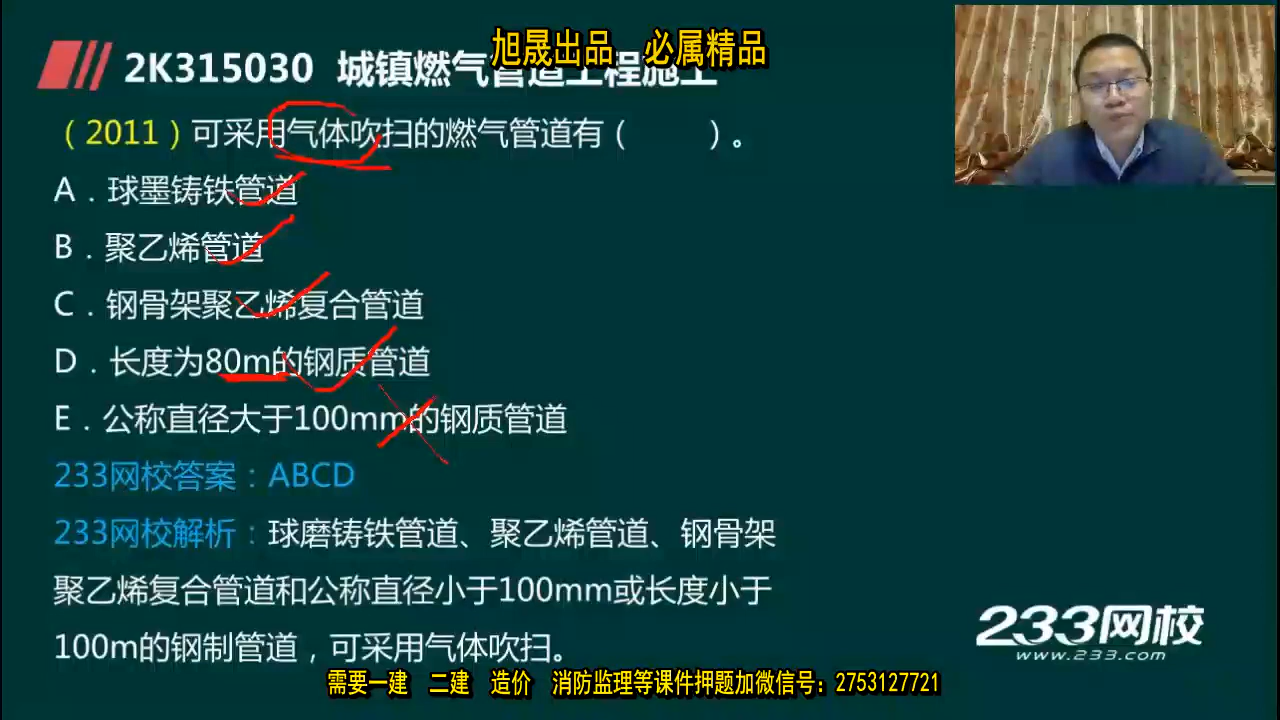 旭晟出品 必属精品
2K315030 城镇燃气管道工程施工
（2011）可采用气体吹扫的燃气管道有（ ）。
A．球墨铸铁管道
B．聚乙烯管道
C．钢骨架聚乙烯复合管道
D．长度为80m的钢质管道
E．公称直径大于100mm的钢质管道
233网校答案：ABCD
233网校解析：球磨铸铁管道、聚乙烯管道、钢骨架
聚乙烯复合管道和公称直径小于100mm或长度小于
100m的钢制管道，可采用气体吹扫。
233网校
www.233.com
需要一建 二建 造价 消防监理等课件押题加微信号：2753127721